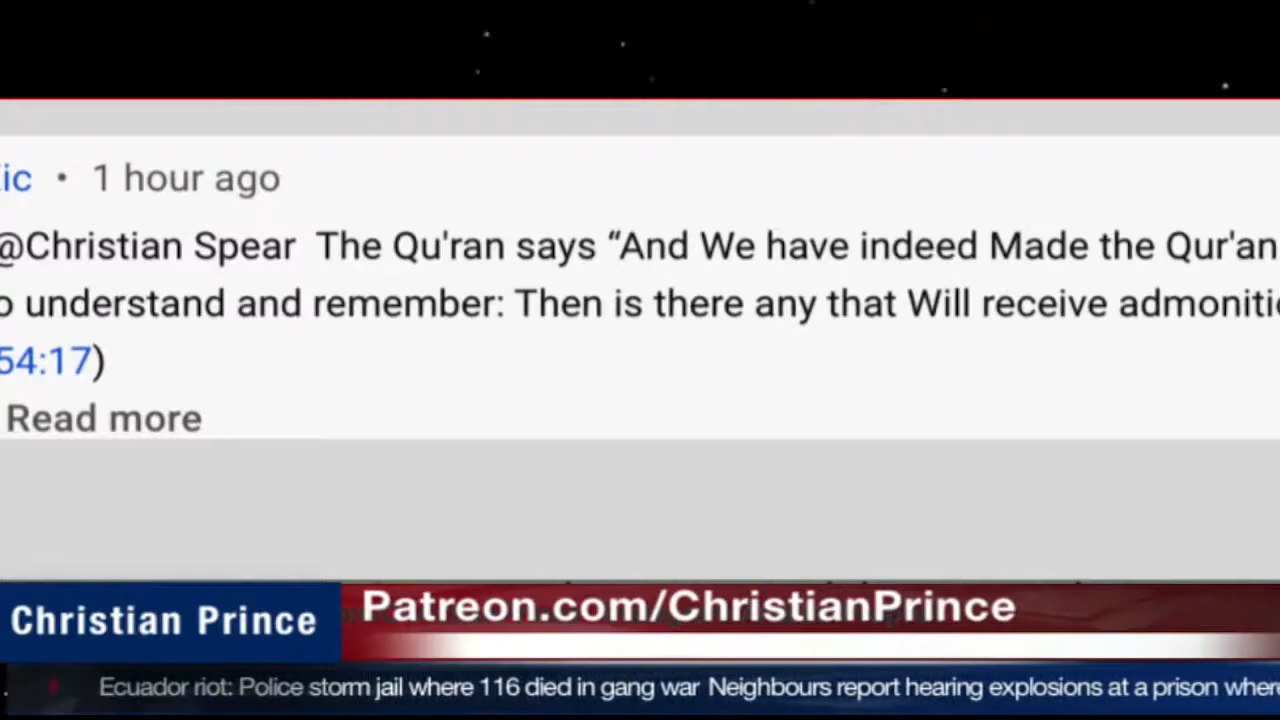 ic • 1 hour ago
@Christian Spear The Qu'ran says “And We have indeed Made the Qur'an
o understand and remember: Then is there any that Will receive admoniti
54:17)
Read more
Christian Prince
Patreon.com/ChristianPrince
Ecuador riot: Police storm jail where 116 died in gang war Neighbours report hearing explosions at a prison where